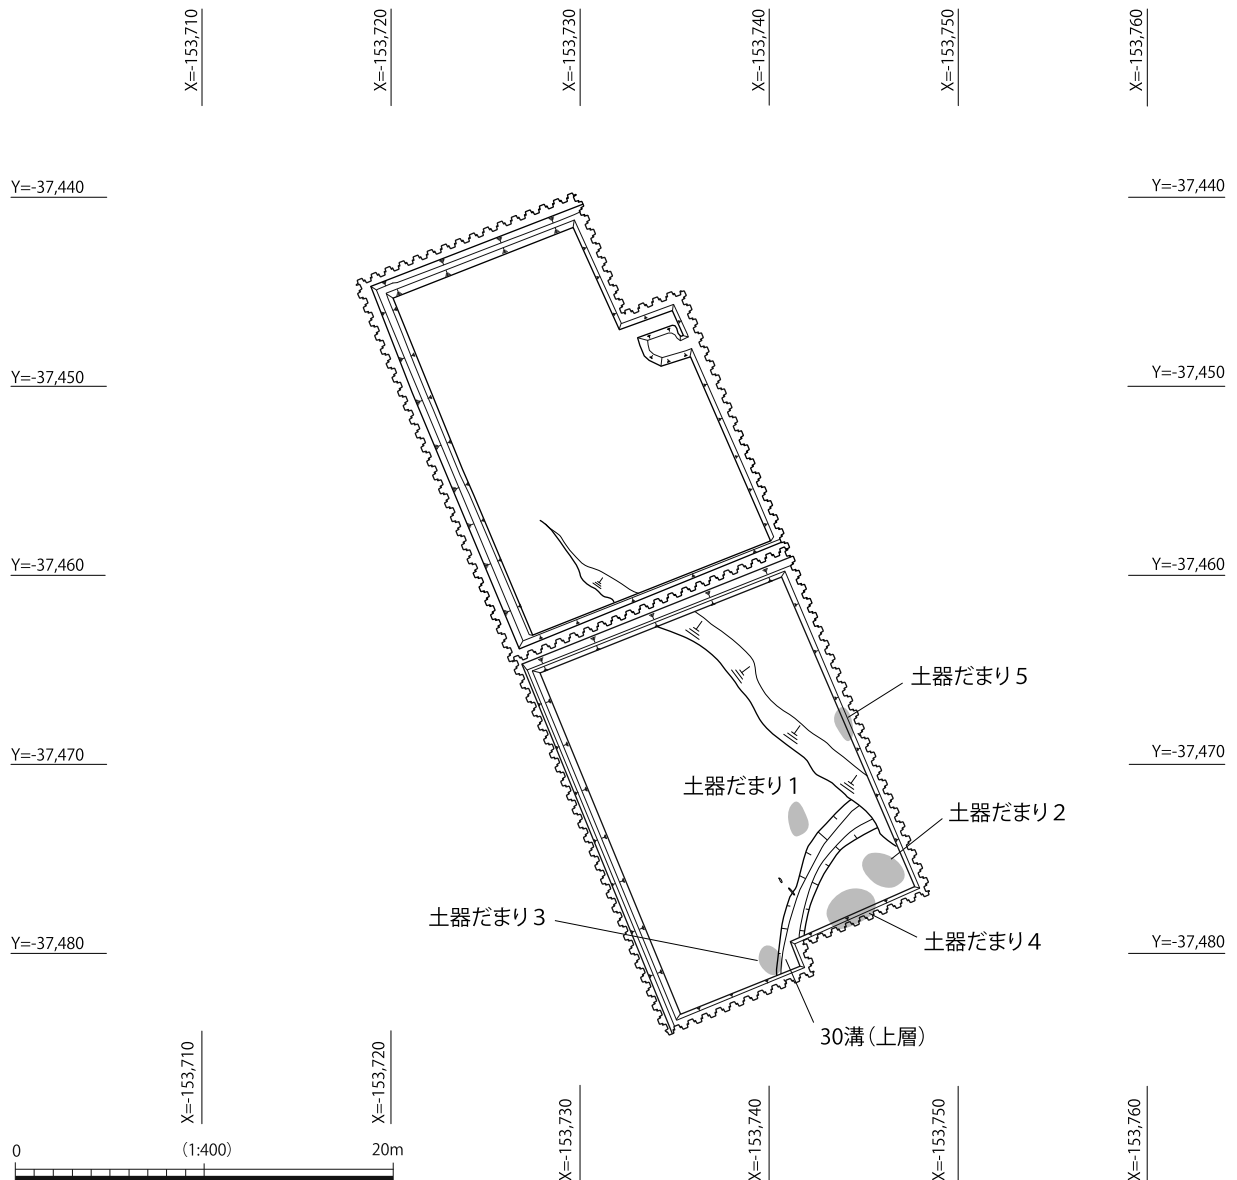 X=-153,710
X=-153,720
X=-153,730
X=-153,740
X=-153,750
X=-153,760
Y=-37,440
Y=-37,440
Y=-37,450
Y=-37,450
Y=-37,460
Y=-37,460
土器だまり5
Y=-37,470
Y=-37,470
土器だまり1
土器だまり2
土器だまり3
土器だまり4
Y=-37,480
Y=-37,480
30溝(上層)
X=-153,710
X=-153,720
X=-153,730
X=-153,740
X=-153,750
X=-153,760
0 (1:400) 20m